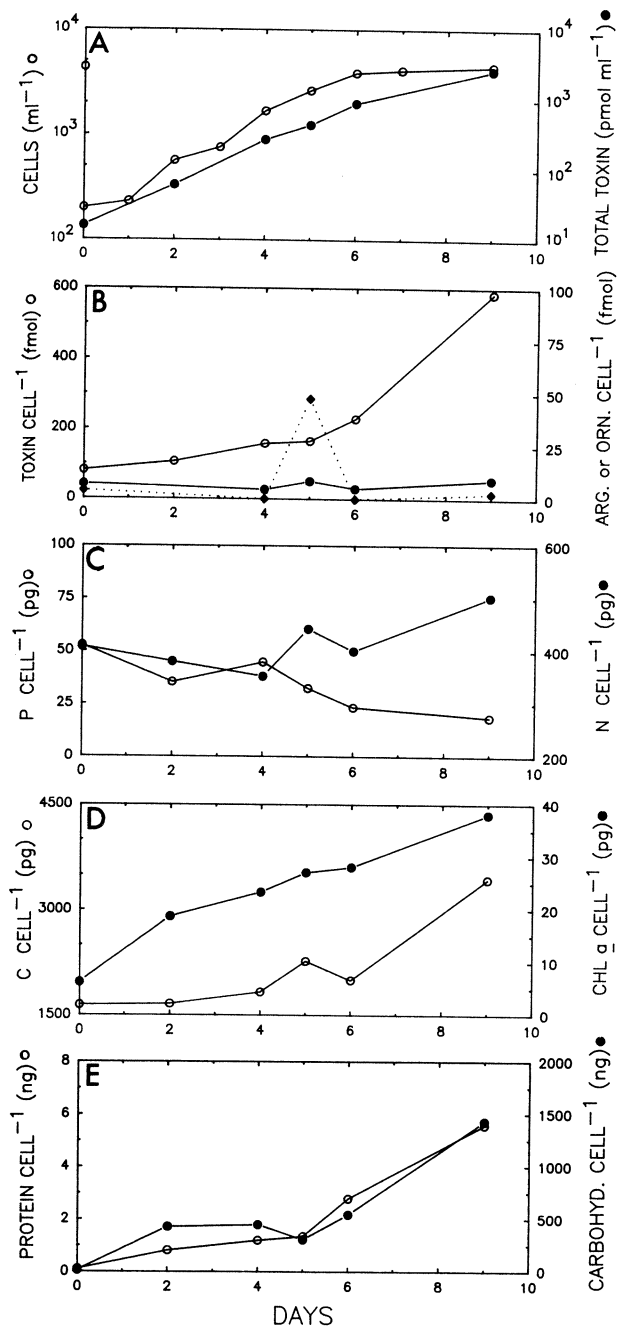 A
CELLS (ml⁻¹) ○
10⁴
10³
10²
TOTAL TOXIN (pmol ml⁻¹) ●
10⁴
10³
10²
10¹
0 2 4 6 8 10
B
TOXIN CELL⁻¹ (fmol) ○
600
400
200
0
ARG. or ORN. CELL⁻¹ (fmol)
100
75
50
25
0
0 2 4 6 8 10
C
P CELL⁻¹ (pg) ○
100
75
50
25
0
N CELL⁻¹ (pg) ●
600
400
200
0 2 4 6 8 10
D
C CELL⁻¹ (pg) ○
4500
3000
1500
CHL a CELL⁻¹ (pg) ●
40
30
20
10
0
0 2 4 6 8 10
E
PROTEIN CELL⁻¹ (ng) ○
8
6
4
2
0
CARBOHYD. CELL⁻¹ (ng) ●
2000
1500
1000
500
0
0 2 4 6 8 10
DAYS